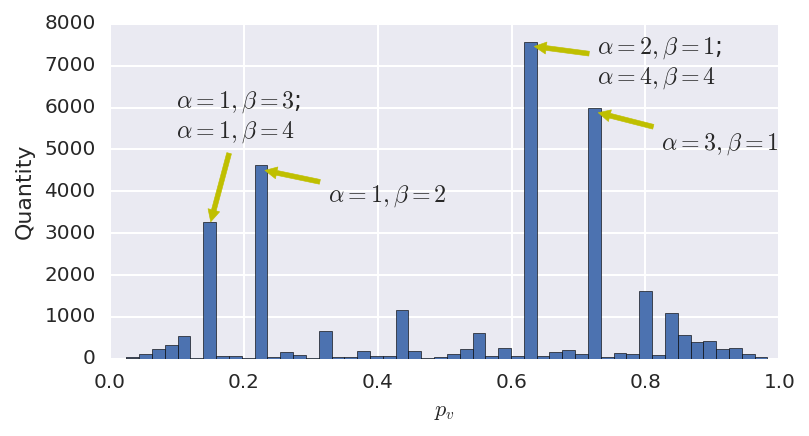 8000
7000
6000
5000
4000
3000
2000
1000
0
Quantity
α = 2, β = 1;
α = 4, β = 4
α = 1, β = 3;
α = 1, β = 4
α = 3, β = 1
α = 1, β = 2
0.0 0.2 0.4 0.6 0.8 1.0
p_v